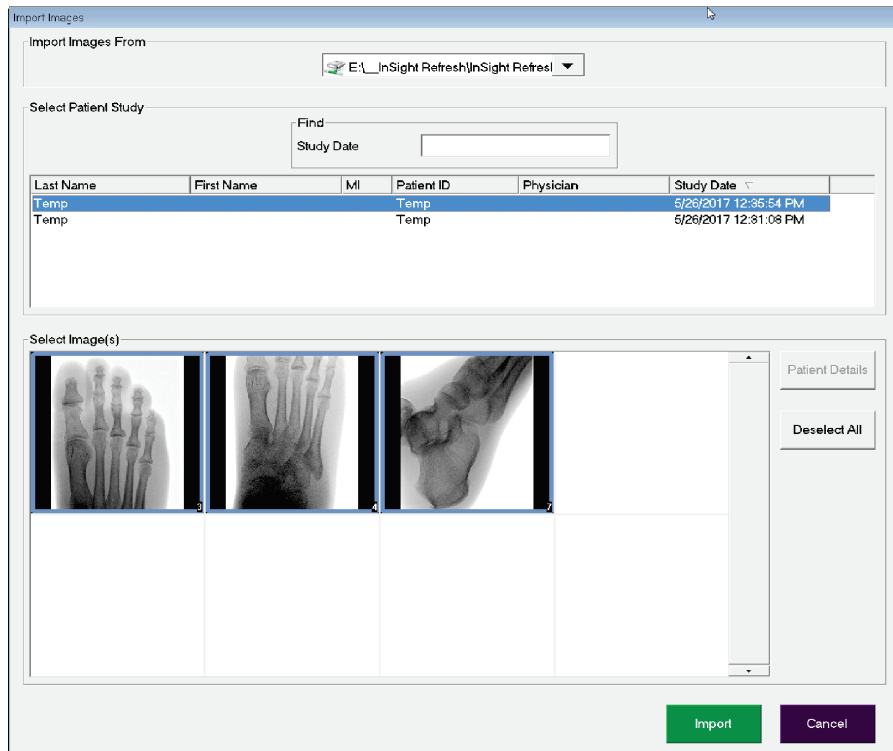 Import Images
Import Images From
E:\__InSight Refresh\InSight Refresl
Select Patient Study
Find
Study Date
Last Name First Name MI Patient ID Physician Study Date
Temp Temp 5/26/2017 12:35:54 PM
Temp Temp 5/26/2017 12:31:08 PM
Select Image(s)
3 4 7
Patient Details
Deselect All
Import Cancel